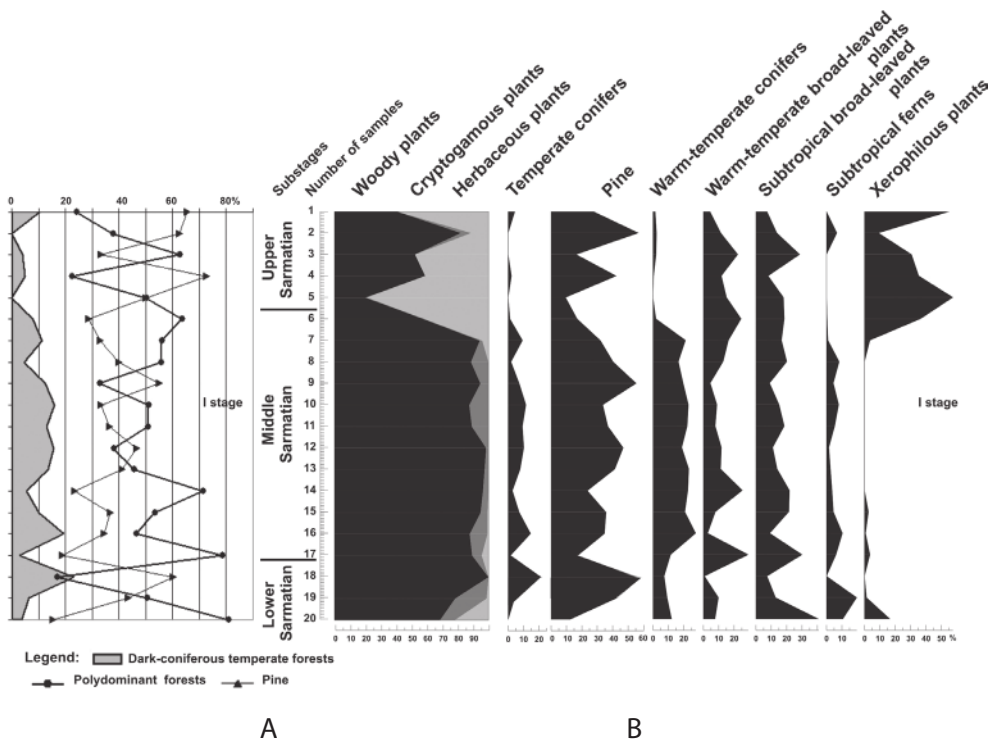 Substages
Number of samples
Woody plants
Cryptogamous plants
Herbaceous plants
Temperate conifers
Pine
Warm-temperate conifers
Warm-temperate broad-leaved
plants
Subtropical broad-leaved
plants
Subtropical ferns
Xerophilous plants
0 20 40 60 80%
Upper
Sarmatian
Middle
Sarmatian
Lower
Sarmatian
1
2
3
4
5
6
7
8
9
10
11
12
13
14
15
16
17
18
19
20
I stage
I stage
0 20 40 60 80 100
0 10 20
0 10 20 30 40 50 60
0 10 20
0 10 20
0 10 20 30 40
0 10
0 10 20 30 40 50 %
Legend: Dark-coniferous temperate forests
Polydominant forests Pine
A B